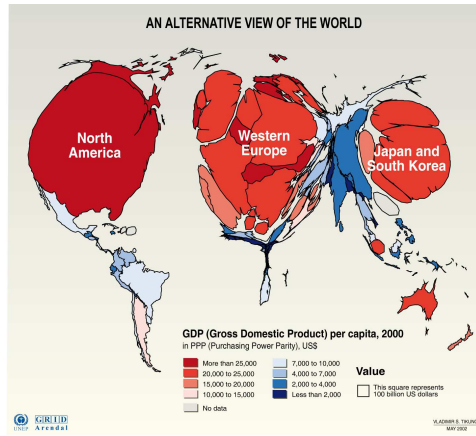 AN ALTERNATIVE VIEW OF THE WORLD
North
America
Western
Europe
Japan and
South Korea
GDP (Gross Domestic Product) per capita, 2000
in PPP (Purchasing Power Parity), US$
More than 25,000
20,000 to 25,000
15,000 to 20,000
10,000 to 15,000
No data
7,000 to 10,000
4,000 to 7,000
2,000 to 4,000
Less than 2,000
Value
This square represents
100 billion US dollars
UNEP
GRID
Arendal
VLADIMIR S. TIKUNO
MAY 2002